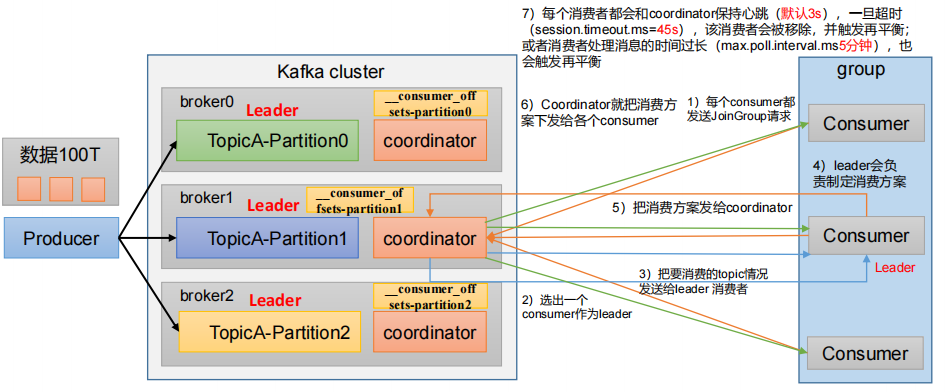 7）每个消费者都会和coordinator保持心跳（默认3s），一旦超时
（session.timeout.ms=45s），该消费者会被移除，并触发再平衡；
或者消费者处理消息的时间过长（max.poll.interval.ms5分钟），也
会触发再平衡
Kafka cluster
group
broker0
Leader
__consumer_off
sets-partition0
TopicA-Partition0
coordinator
6）Coordinator就把消费方
案下发给各个consumer
1）每个consumer都
发送JoinGroup请求
Consumer
数据100T
Producer
broker1
Leader
__consumer_of
fsets-partition1
TopicA-Partition1
coordinator
4）leader会负
责制定消费方案
5）把消费方案发给coordinator
Consumer
Leader
3）把要消费的topic情况
发送给leader 消费者
broker2
Leader
__consumer_off
sets-partition2
TopicA-Partition2
coordinator
2）选出一个
consumer作为leader
Consumer